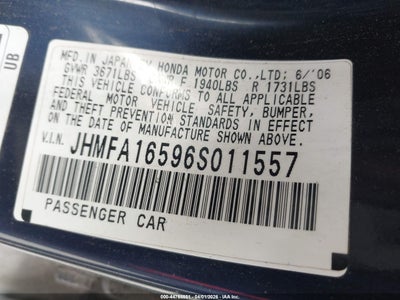 MFD. IN JAPAN BY HONDA MOTOR CO.,LTD; 6/'06
GVWR 3671LBS F 1940LBS R 1731LBS
THIS VEHICLE CONFORMS TO ALL APPLICABLE
FEDERAL MOTOR VEHICLE SAFETY, BUMPER,
AND THEFT PREVENTION STANDARDS IN EFFECT
ON THE DATE OF MANUFACTURE SHOWN ABOVE.
V.I.N. JHMFA16596S011557
PASSENGER CAR
UB